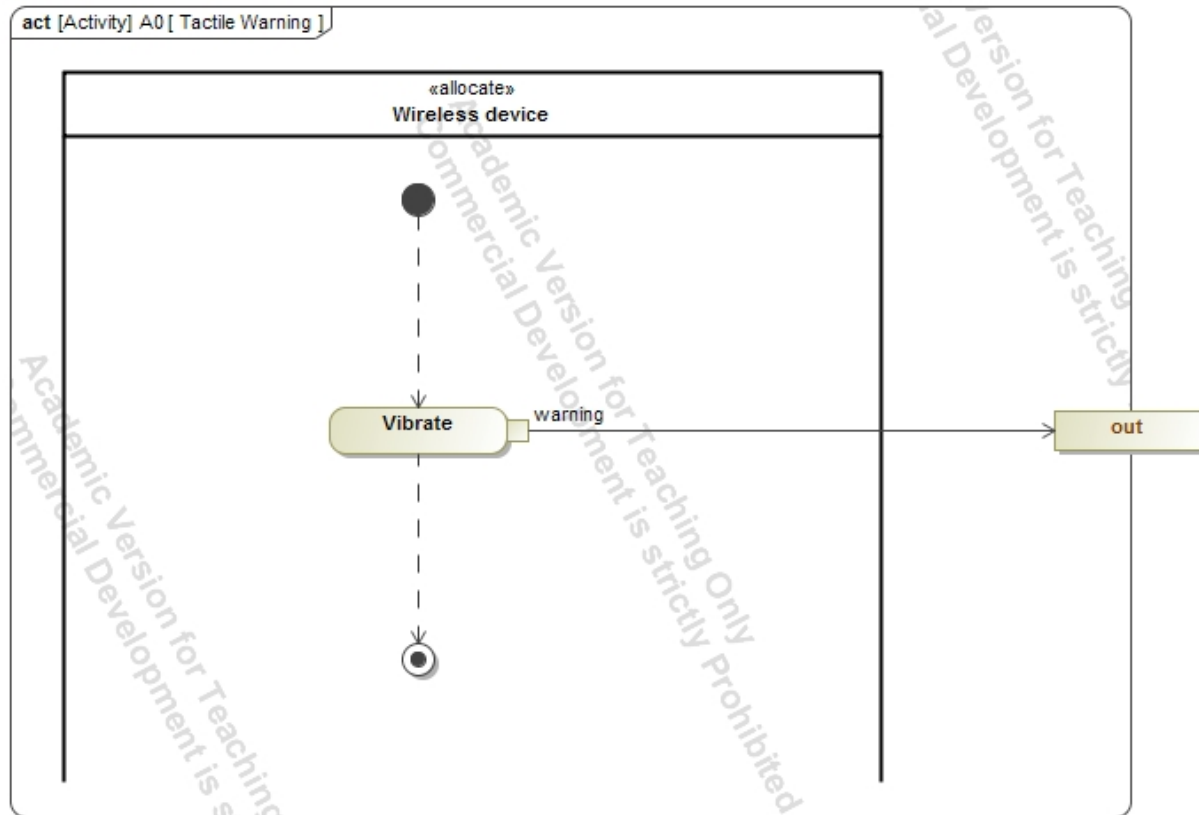 act [Activity] A0 [ Tactile Warning ]
«allocate»
Wireless device
Vibrate
warning
out
Academic Version for Teaching Only
Commercial Development is strictly Prohibited
Academic Version for Teaching
Commercial Development is s
ersion for Teaching
al Development is strictly